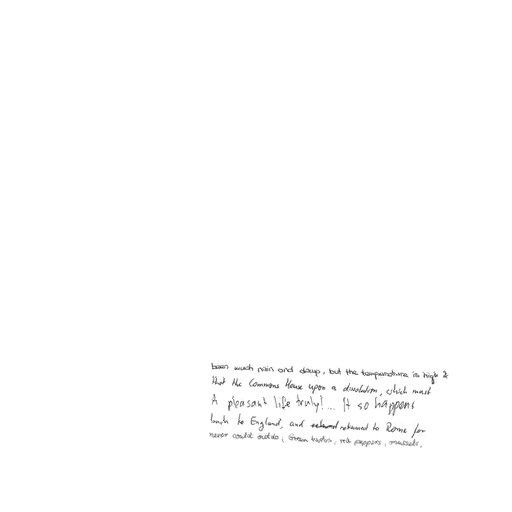 been much rain and damp, but the temperature is high &
that the Commons House upon a dissolution, which must
A pleasant life truly! ... It so happens
back to England, and returned to Rome for
never could outdo; Green turtles, red peppers, mussels,